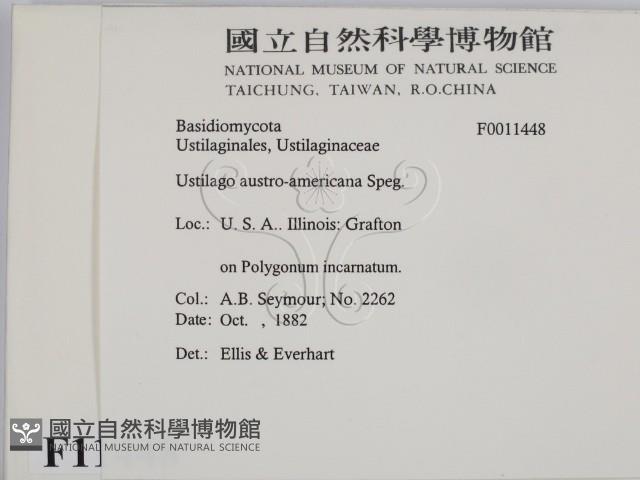 國立自然科學博物館
NATIONAL MUSEUM OF NATURAL SCIENCE
TAICHUNG, TAIWAN, R.O.CHINA
Basidiomycota F0011448
Ustilaginales, Ustilaginaceae
Ustilago austro-americana Speg.
Loc.: U. S. A.. Illinois: Grafton
on Polygonum incarnatum.
Col.: A.B. Seymour; No. 2262
Date: Oct. , 1882
Det.: Ellis & Everhart
國立自然科學博物館
NATIONAL MUSEUM OF NATURAL SCIENCE